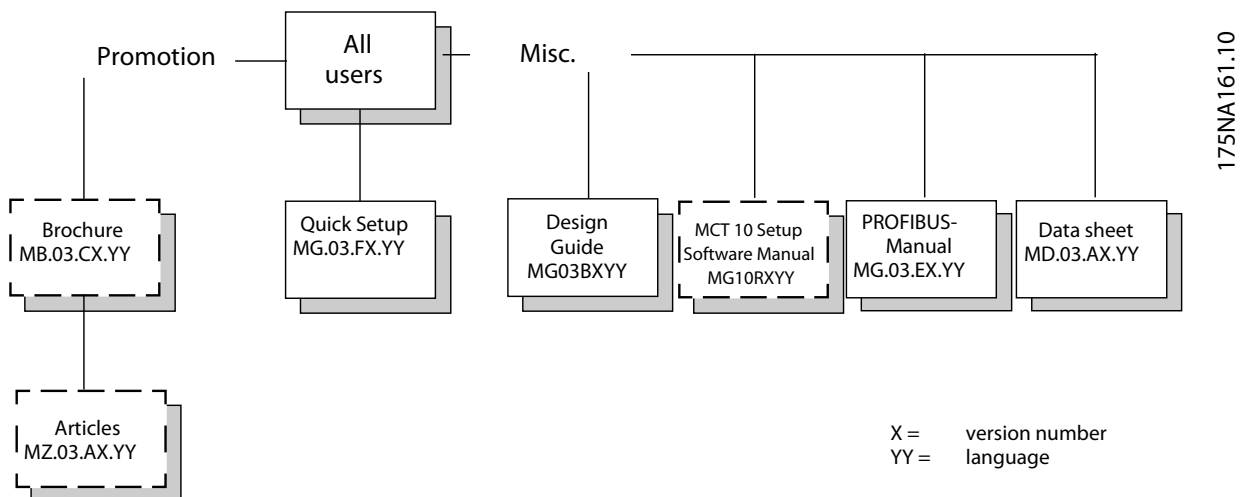 Promotion
All
users
Misc.
175NA161.10
Brochure
MB.03.CX.YY
Quick Setup
MG.03.FX.YY
Design
Guide
MG03BXYY
MCT 10 Setup
Software Manual
MG10RXYY
PROFIBUS-
Manual
MG.03.EX.YY
Data sheet
MD.03.AX.YY
Articles
MZ.03.AX.YY
X = version number
YY = language